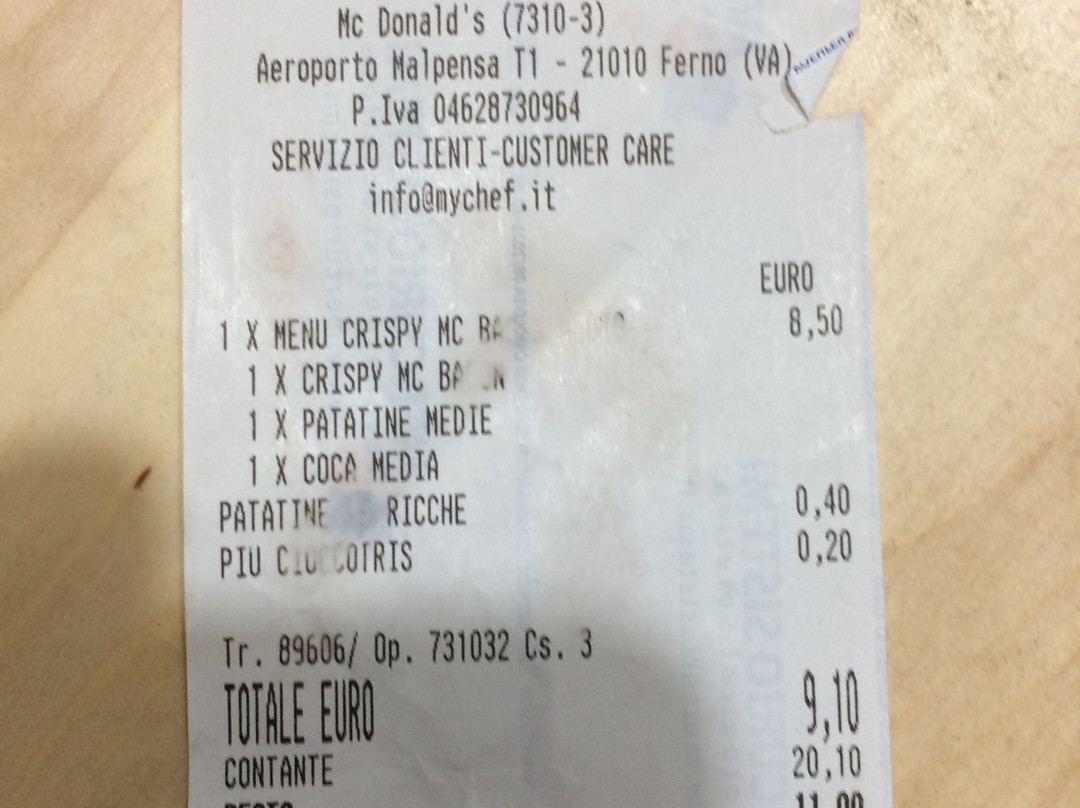 Mc Donald's (7310-3)
Aeroporto Malpensa T1 - 21010 Ferno (VA)
P.Iva 04628730964
SERVIZIO CLIENTI-CUSTOMER CARE
info@mychef.it
EURO
1 X MENU CRISPY MC 8,50
1 X CRISPY MC
1 X PATATINE MEDIE
1 X COCA MEDIA
PATATINE RICCHE 0,40
PIU 0,20
Tr. 89606/ Op. 731032 Cs. 3
TOTALE EURO 9,10
CONTANTE 20,10